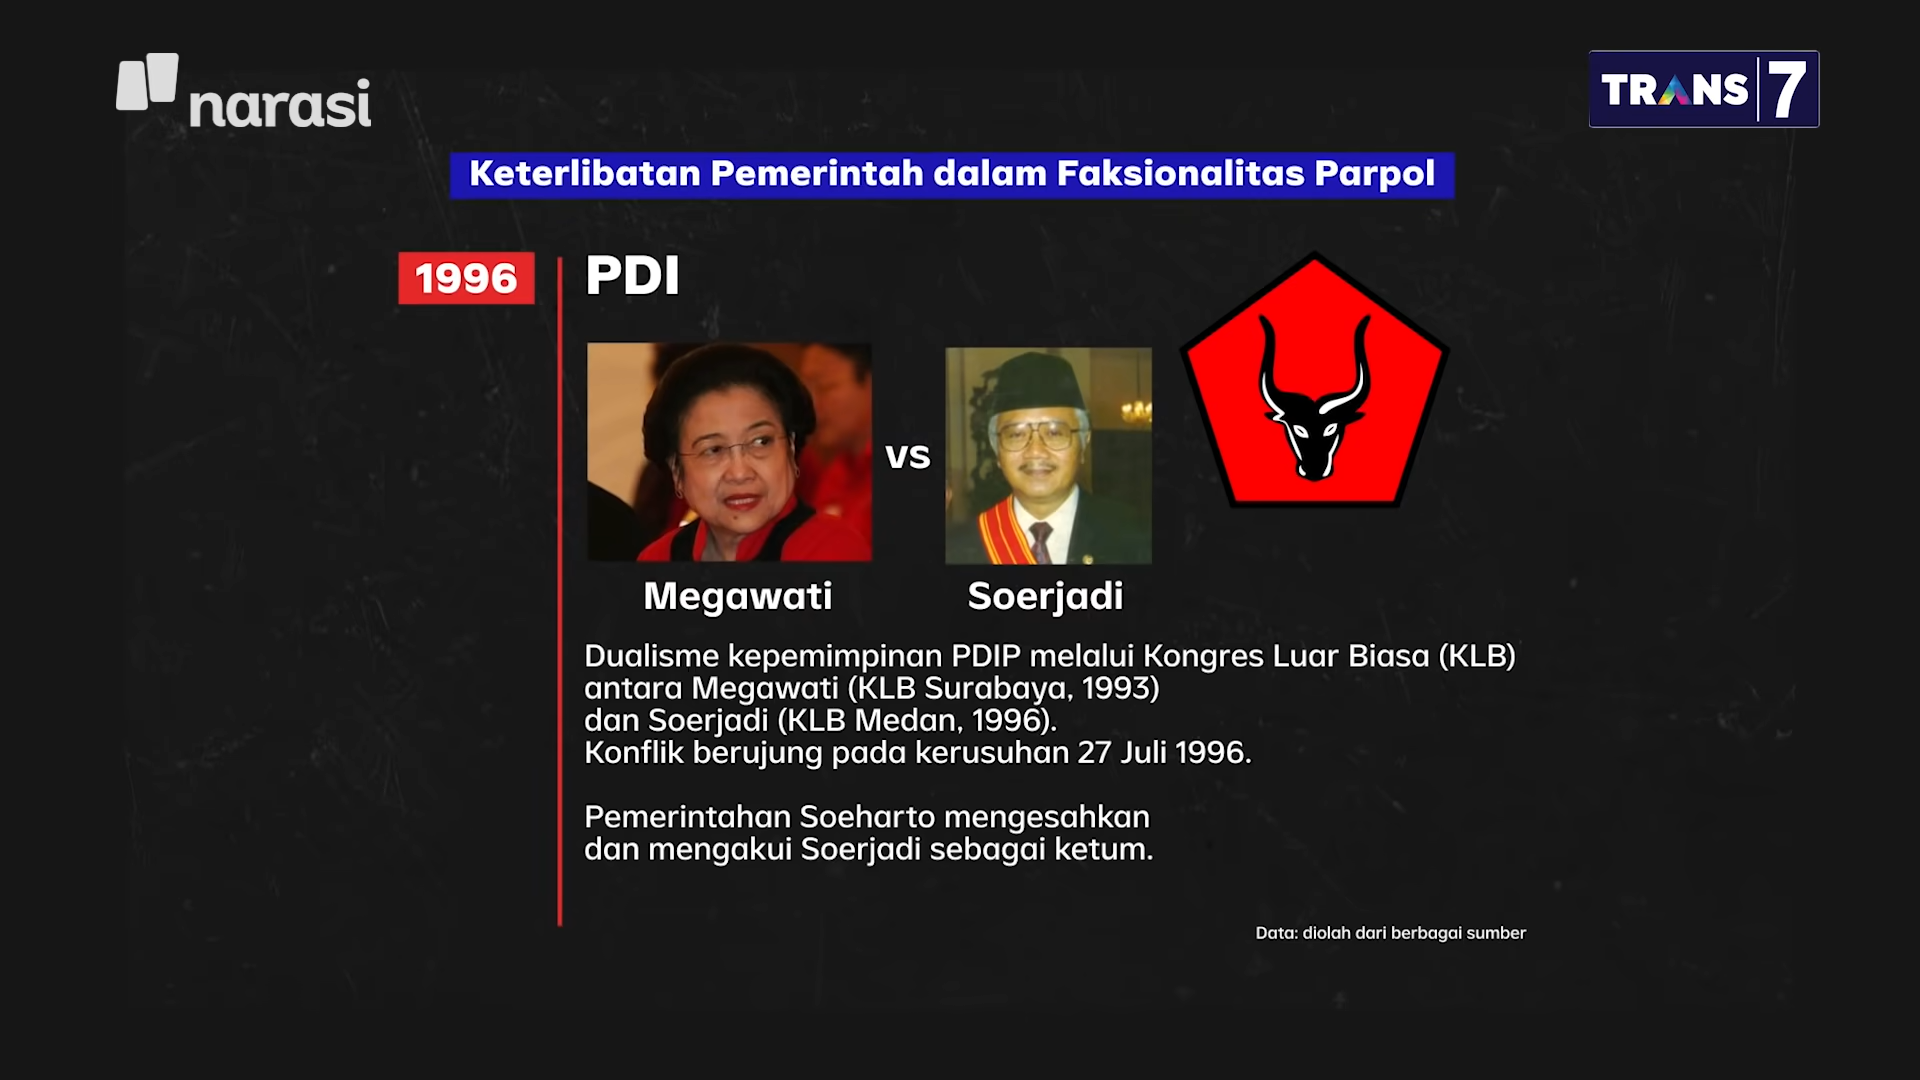 narasi
TRANS|7
Keterlibatan Pemerintah dalam Faksionalitas Parpol
1996
PDI
vs
Megawati
Soerjadi
Dualisme kepemimpinan PDIP melalui Kongres Luar Biasa (KLB)
antara Megawati (KLB Surabaya, 1993)
dan Soerjadi (KLB Medan, 1996).
Konflik berujung pada kerusuhan 27 Juli 1996.
Pemerintahan Soeharto mengesahkan
dan mengakui Soerjadi sebagai ketum.
Data: diolah dari berbagai sumber